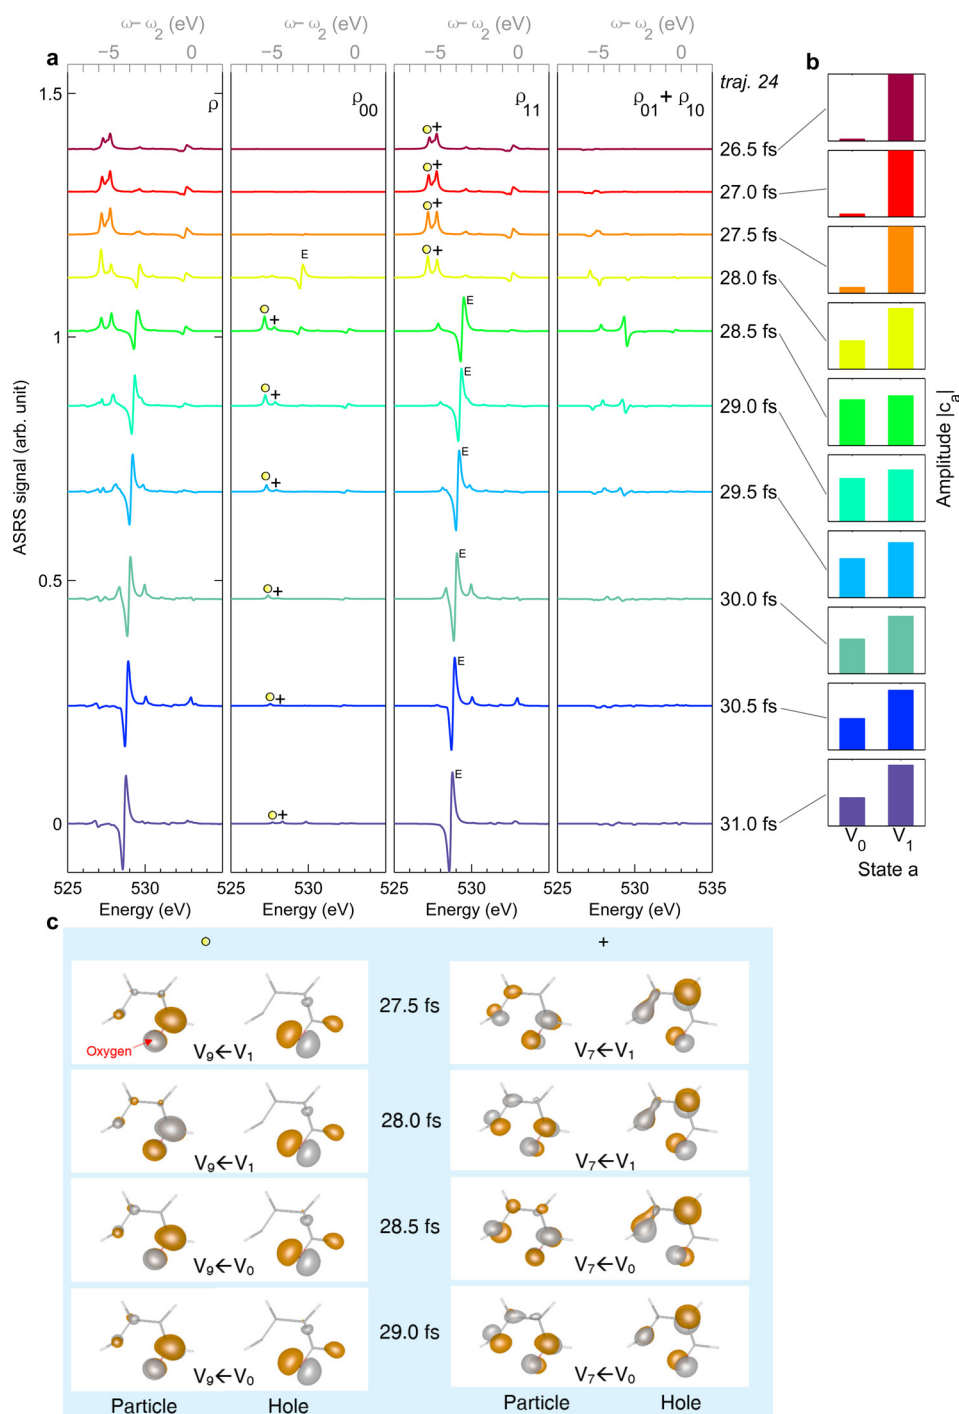 ω−ω2 (eV) ω−ω2 (eV)
−5 0 −5 0 −5 0 −5 0
a b
traj. 24
1.5
1
0.5
0
ASRS signal (arb. unit)
ρ ρ00 ρ11 ρ01 + ρ10
+
26.5 fs
+
27.0 fs
+
27.5 fs
E +
28.0 fs
+ E
28.5 fs
+ E
29.0 fs
+ E
29.5 fs
+ E
30.0 fs
+ E
30.5 fs
+ E
31.0 fs
Amplitude |ca|
V0 V1
State a
525 530 525 530 525 530 525 530 535
Energy (eV) Energy (eV) Energy (eV) Energy (eV)
c
+
27.5 fs
Oxygen
V9←V1 V7←V1
28.0 fs
V9←V1 V7←V1
28.5 fs
V9←V0 V7←V0
29.0 fs
V9←V0 V7←V0
Particle Hole Particle Hole